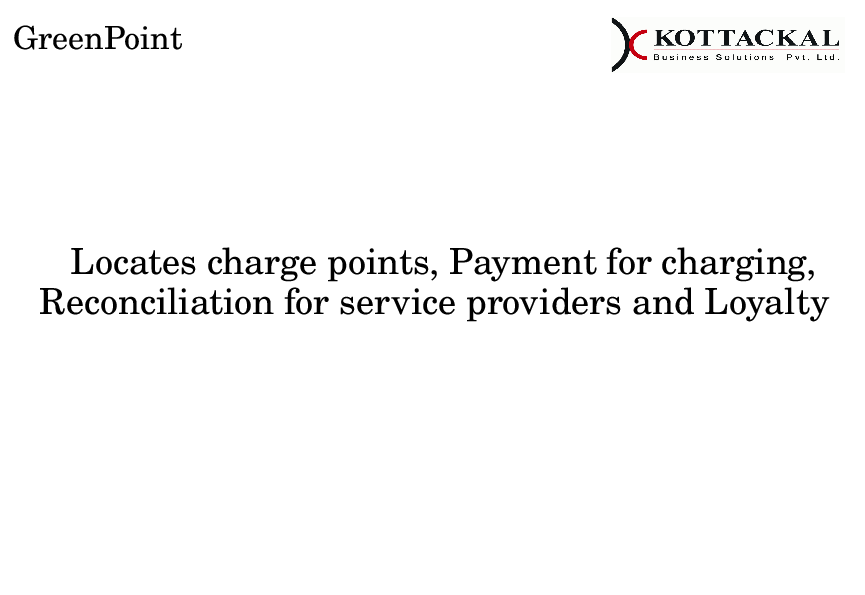 GreenPoint
KOTTACKAL
Business Solutions Pvt. Ltd.
Locates charge points, Payment for charging,
Reconciliation for service providers and Loyalty